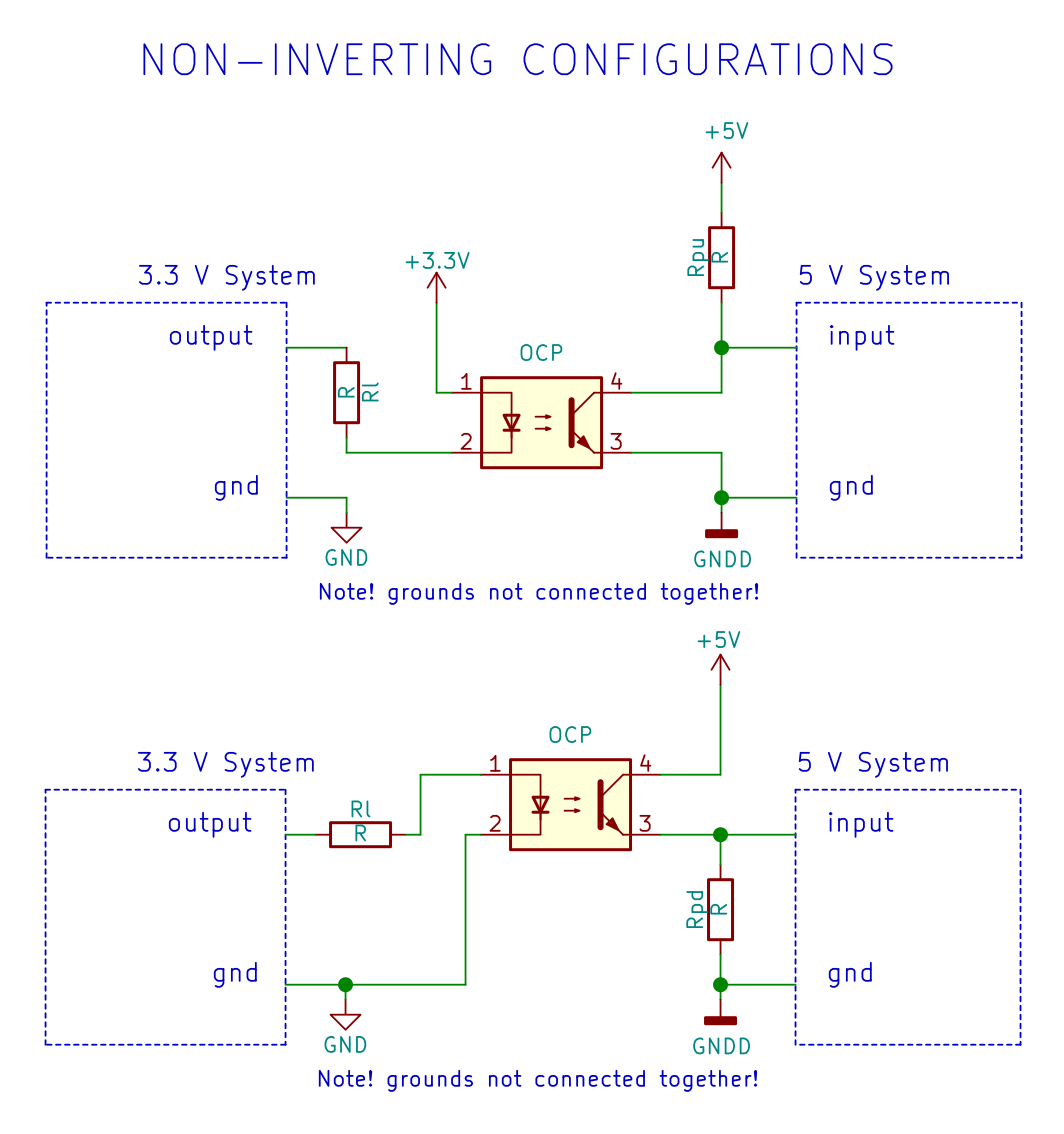 NON-INVERTING CONFIGURATIONS
+5V
Rpu
R
+3.3V
3.3 V System
5 V System
output
input
OCP
R
Rl
1
4
2
3
gnd
gnd
GND
GNDD
Note! grounds not connected together!
+5V
OCP
3.3 V System
5 V System
1
4
Rl
output
R
2
3
input
Rpd
R
gnd
gnd
GND
GNDD
Note! grounds not connected together!